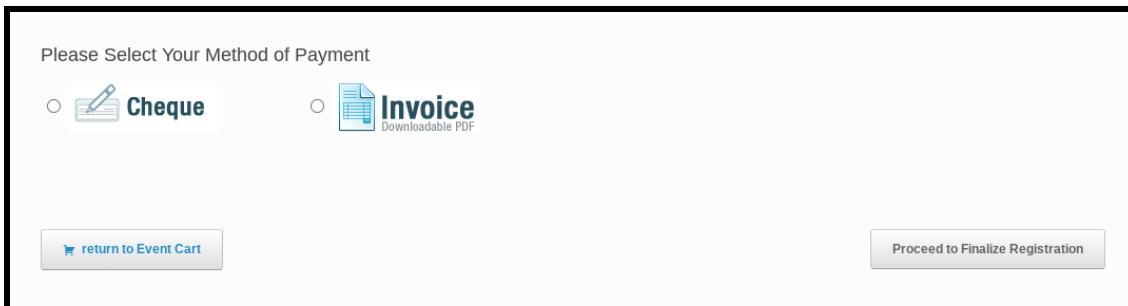 Please Select Your Method of Payment
Cheque
Invoice
Downloadable PDF
return to Event Cart
Proceed to Finalize Registration